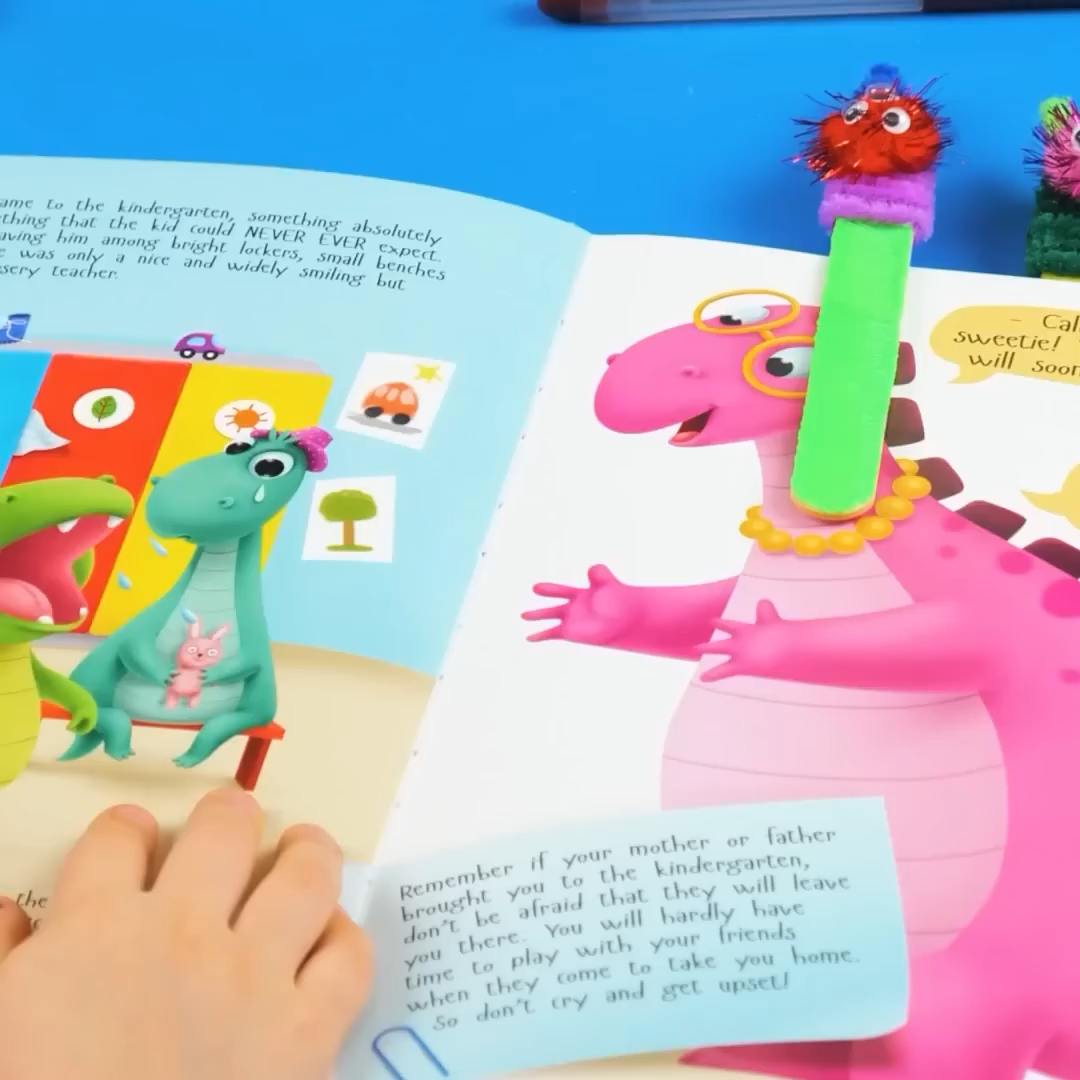 ame to the kindergarten, something absolutely
thing that the kid could NEVER EVER expect.
aving him among bright lockers, small benches
e was only a nice and widely smiling but
sery teacher.
- Cal
sweetie!
will soon
the
Remember if your mother or father
brought you to the kindergarten,
don't be afraid that they will leave
you there. You will hardly have
time to play with your friends
when they come to take you home.
So don't cry and get upset!